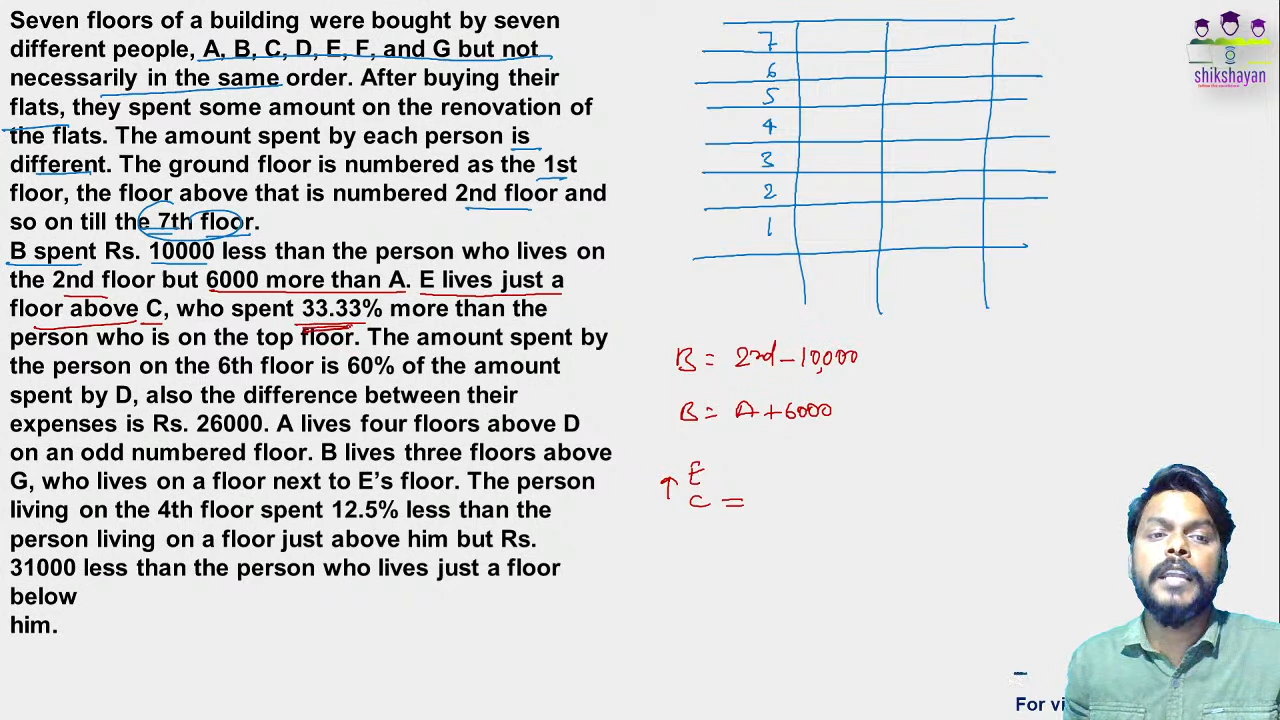 Seven floors of a building were bought by seven
different people, A, B, C, D, E, F, and G but not
necessarily in the same order. After buying their
flats, they spent some amount on the renovation of
the flats. The amount spent by each person is
different. The ground floor is numbered as the 1st
floor, the floor above that is numbered 2nd floor and
so on till the 7th floor.
B spent Rs. 10000 less than the person who lives on
the 2nd floor but 6000 more than A. E lives just a
floor above C, who spent 33.33% more than the
person who is on the top floor. The amount spent by
the person on the 6th floor is 60% of the amount
spent by D, also the difference between their
expenses is Rs. 26000. A lives four floors above D
on an odd numbered floor. B lives three floors above
G, who lives on a floor next to E's floor. The person
living on the 4th floor spent 12.5% less than the
person living on a floor just above him but Rs.
31000 less than the person who lives just a floor
below
him.
7
6
5
4
3
2
1
B = 2nd - 10,000
B = A + 6000
↑ E
C =
shikshayan
For vi